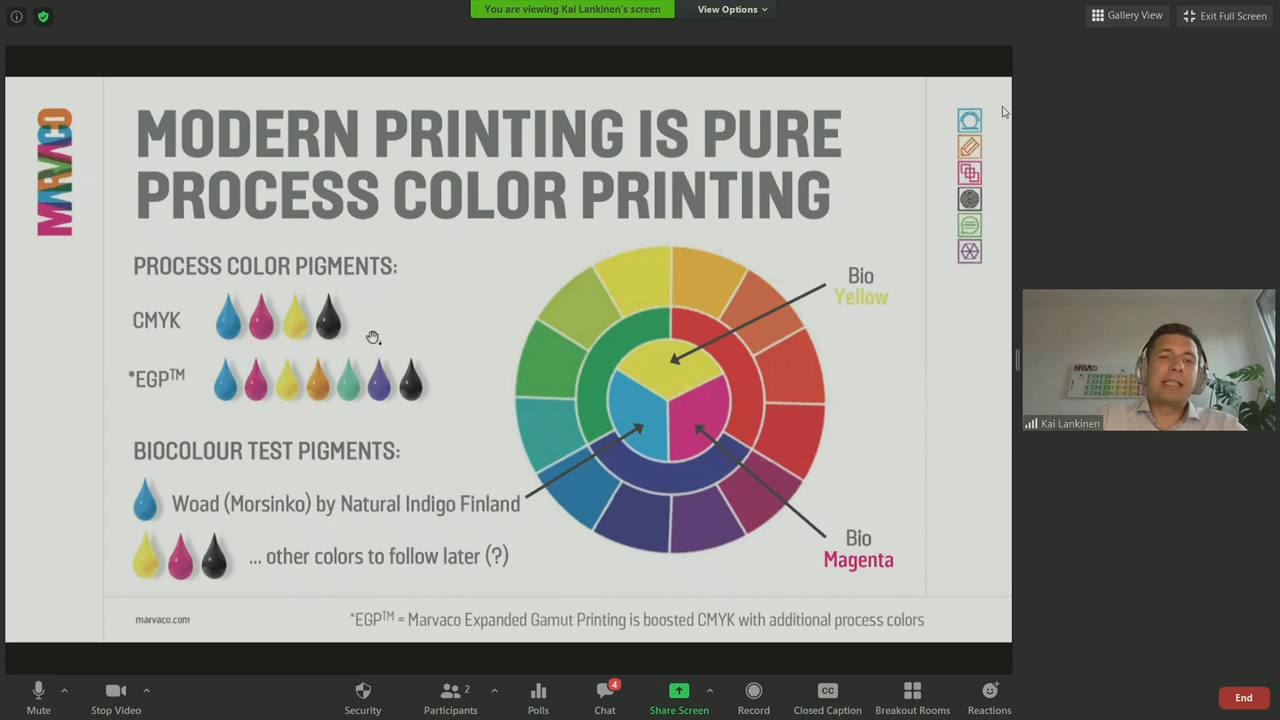 You are viewing Kai Lankinen's screen
View Options
Gallery View
Exit Full Screen
MARVACO
MODERN PRINTING IS PURE
PROCESS COLOR PRINTING
PROCESS COLOR PIGMENTS:
CMYK
*EGP™
BIOCOLOUR TEST PIGMENTS:
Woad (Morsinko) by Natural Indigo Finland
... other colors to follow later (?)
Bio
Yellow
Bio
Magenta
marvaco.com
*EGP™ = Marvaco Expanded Gamut Printing is boosted CMYK with additional process colors
MARVACO
Kai Lankinen
Mute
Stop Video
Security
Participants
2
Polls
Chat
4
Share Screen
Record
CC
Closed Caption
Breakout Rooms
Reactions
End